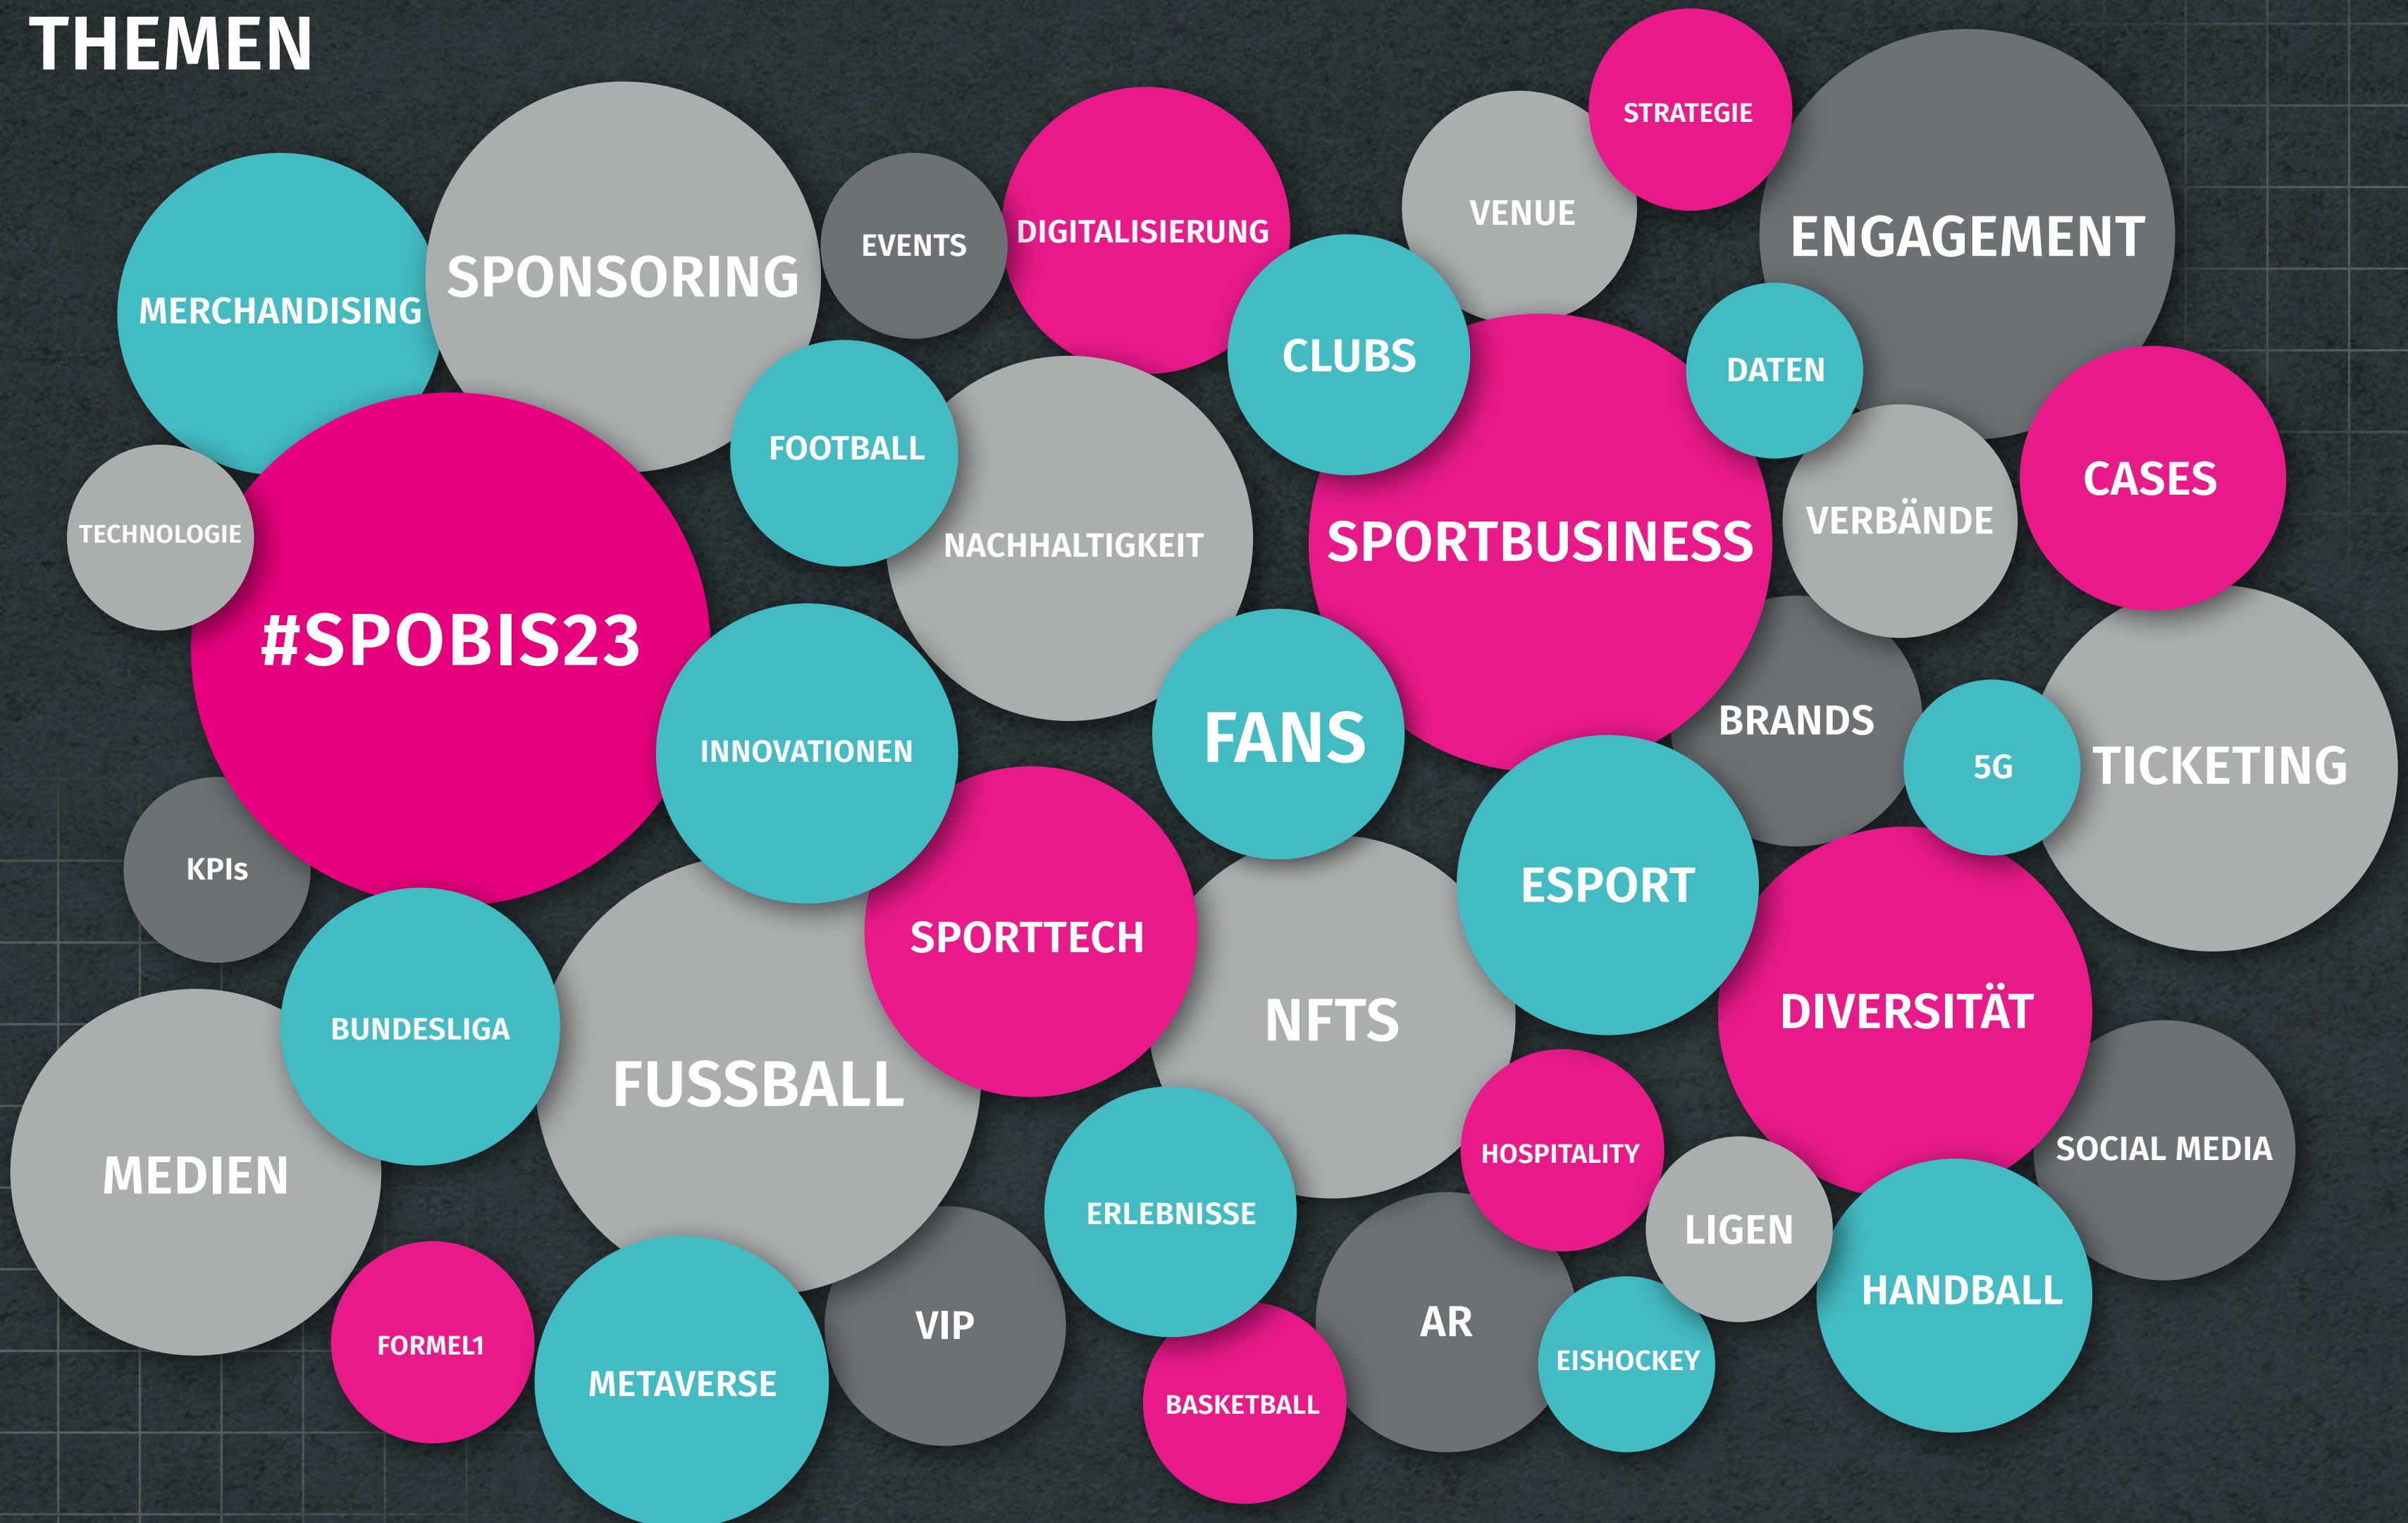 THEMEN
STRATEGIE
VENUE
ENGAGEMENT
DIGITALISIERUNG
EVENTS
SPONSORING
MERCHANDISING
CLUBS
DATEN
FOOTBALL
CASES
VERBÄNDE
TECHNOLOGIE
SPORTBUSINESS
NACHHALTIGKEIT
#SPOBIS23
BRANDS
FANS
INNOVATIONEN
5G
TICKETING
KPIs
ESPORT
SPORTTECH
DIVERSITÄT
NFTS
BUNDESLIGA
FUSSBALL
SOCIAL MEDIA
HOSPITALITY
MEDIEN
ERLEBNISSE
LIGEN
HANDBALL
AR
VIP
FORMEL1
EISHOCKEY
METAVERSE
BASKETBALL